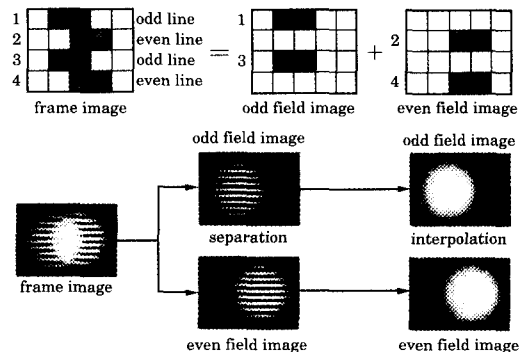 1 odd line
2 even line
3 odd line
4 even line
frame image
=
1
3
odd field image
+
2
4
even field image
odd field image
odd field image
separation
interpolation
frame image
even field image
even field image